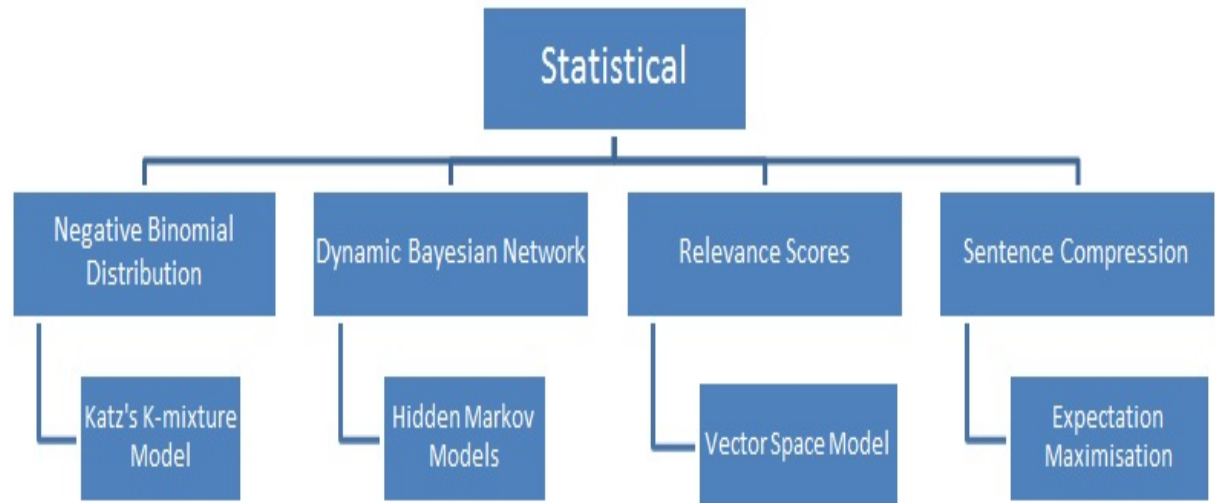 Statistical
Negative Binomial
Distribution
Dynamic Bayesian Network
Relevance Scores
Sentence Compression
Katz's K-mixture
Model
Hidden Markov
Models
Vector Space Model
Expectation
Maximisation